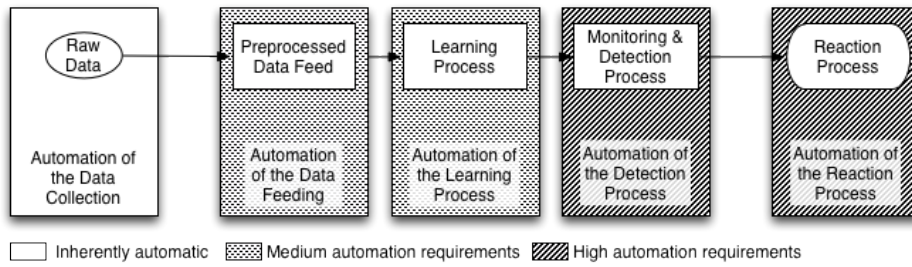 Raw
Data
Preprocessed
Data Feed
Learning
Process
Monitoring &
Detection
Process
Reaction
Process
Automation of
the Data
Collection
Automation
of the Data
Feeding
Automation of
the Learning
Process
Automation of
the Detection
Process
Automation of
the Reaction
Process
Inherently automatic
Medium automation requirements
High automation requirements